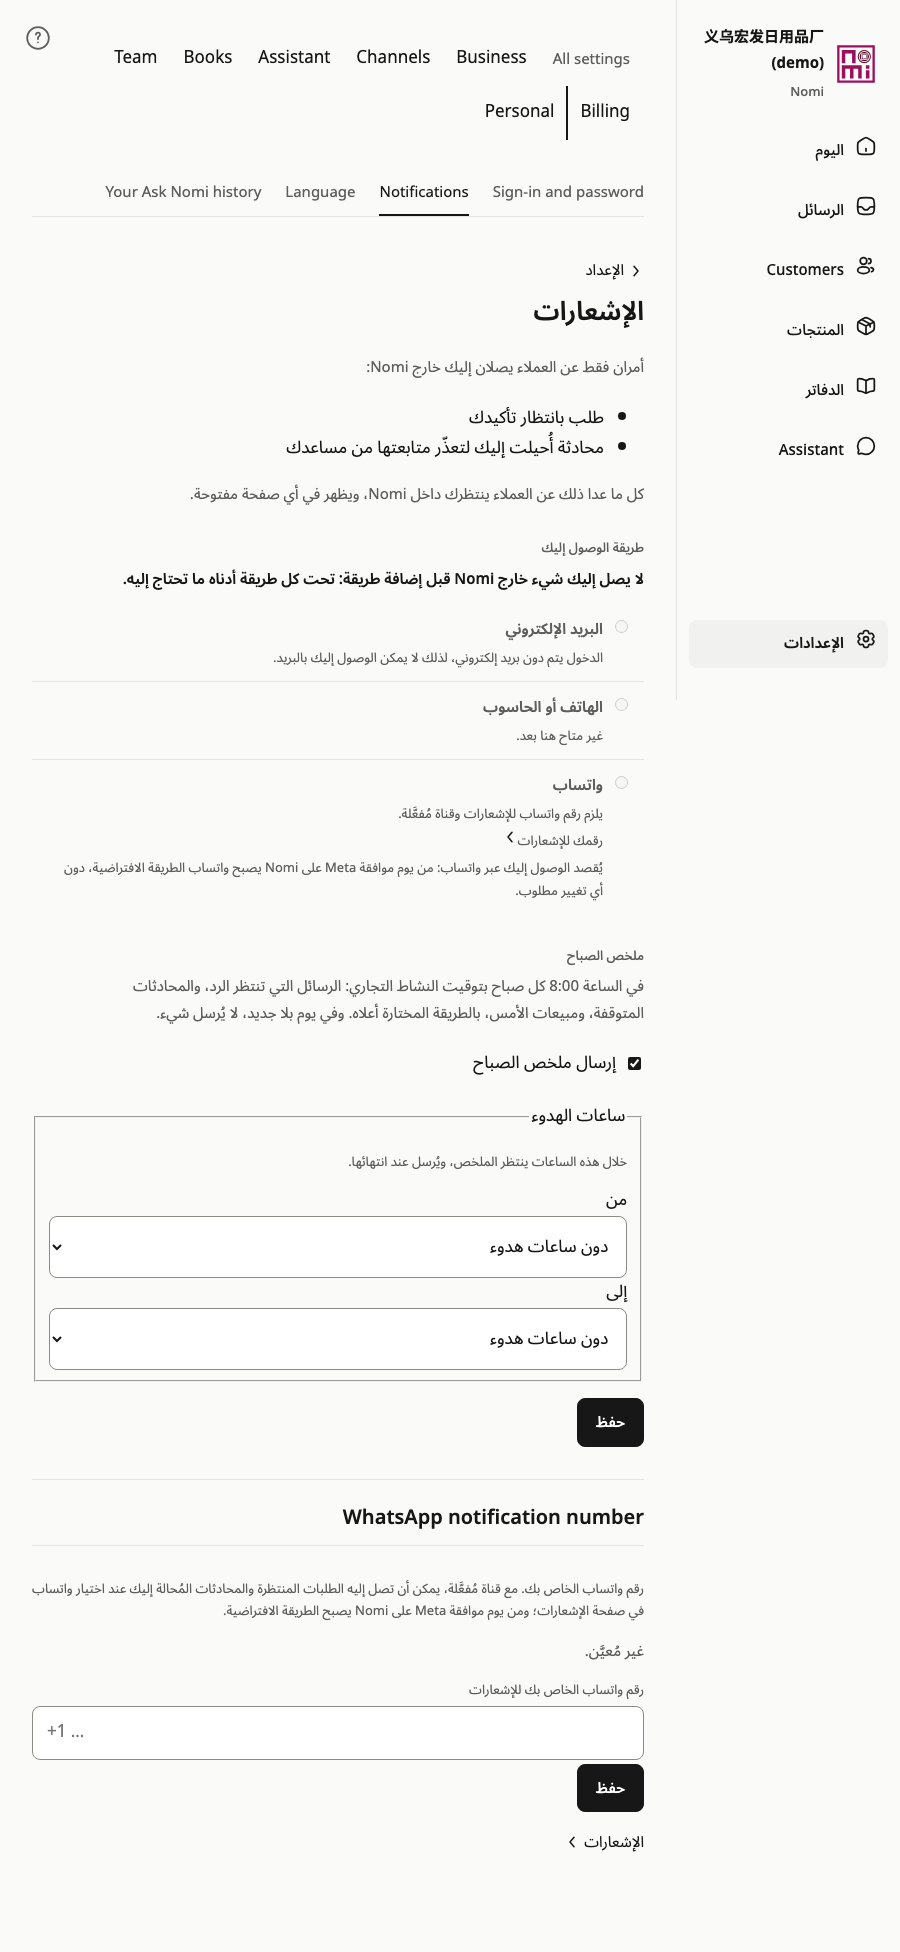 义乌宏发日用品厂
(demo)
Nomi
اليوم
الرسائل
Customers
المنتجات
الدفاتر
Assistant
الإعدادات
All settings
Business
Channels
Assistant
Books
Team
Billing
Personal
Sign-in and password
Notifications
Language
Your Ask Nomi history
الإعداد
الإشعارات
أمران فقط عن العملاء يصلان إليك خارج Nomi:
طلب بانتظار تأكيدك
محادثة أُحيلت إليك لتعذّر متابعتها من مساعدك
كل ما عدا ذلك عن العملاء ينتظرك داخل Nomi، ويظهر في أي صفحة مفتوحة.
طريقة الوصول إليك
لا يصل إليك شيء خارج Nomi قبل إضافة طريقة: تحت كل طريقة أدناه ما تحتاج إليه.
البريد الإلكتروني
الدخول يتم دون بريد إلكتروني، لذلك لا يمكن الوصول إليك بالبريد.
الهاتف أو الحاسوب
غير متاح هنا بعد.
واتساب
يلزم رقم واتساب للإشعارات وقناة مُفعَّلة.
رقمك للإشعارات
يُقصد الوصول إليك عبر واتساب: من يوم موافقة Meta على Nomi يصبح واتساب الطريقة الافتراضية، دون
أي تغيير مطلوب.
ملخص الصباح
في الساعة 8:00 كل صباح بتوقيت النشاط التجاري: الرسائل التي تنتظر الرد، والمحادثات
المتوقفة، ومبيعات الأمس، بالطريقة المختارة أعلاه. وفي يوم بلا جديد، لا يُرسل شيء.
إرسال ملخص الصباح
ساعات الهدوء
خلال هذه الساعات ينتظر الملخص، ويُرسل عند انتهائها.
من
دون ساعات هدوء
إلى
دون ساعات هدوء
حفظ
WhatsApp notification number
رقم واتساب الخاص بك. مع قناة مُفعَّلة، يمكن أن تصل إليه الطلبات المنتظرة والمحادثات المُحالة إليك عند اختيار واتساب
في صفحة الإشعارات؛ ومن يوم موافقة Meta على Nomi يصبح الطريقة الافتراضية.
غير مُعيَّن.
رقم واتساب الخاص بك للإشعارات
+1 …
حفظ
الإشعارات